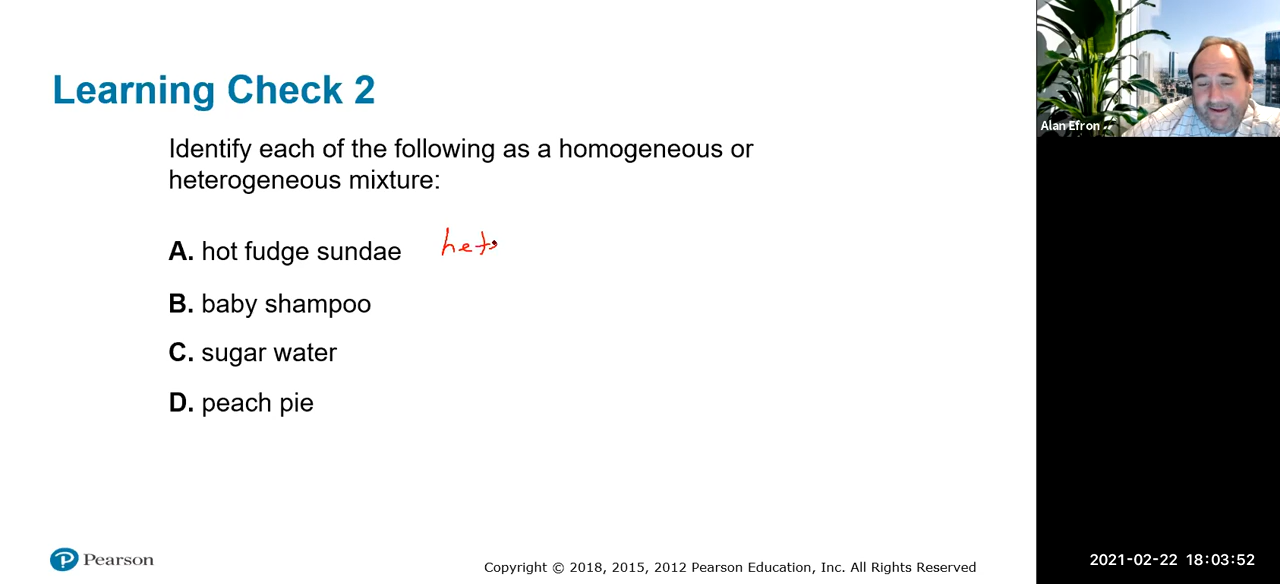 Learning Check 2
Alan Efron
Identify each of the following as a homogeneous or
heterogeneous mixture:
A. hot fudge sundae het
B. baby shampoo
C. sugar water
D. peach pie
Pearson
Copyright © 2018, 2015, 2012 Pearson Education, Inc. All Rights Reserved
2021-02-22 18:03:52